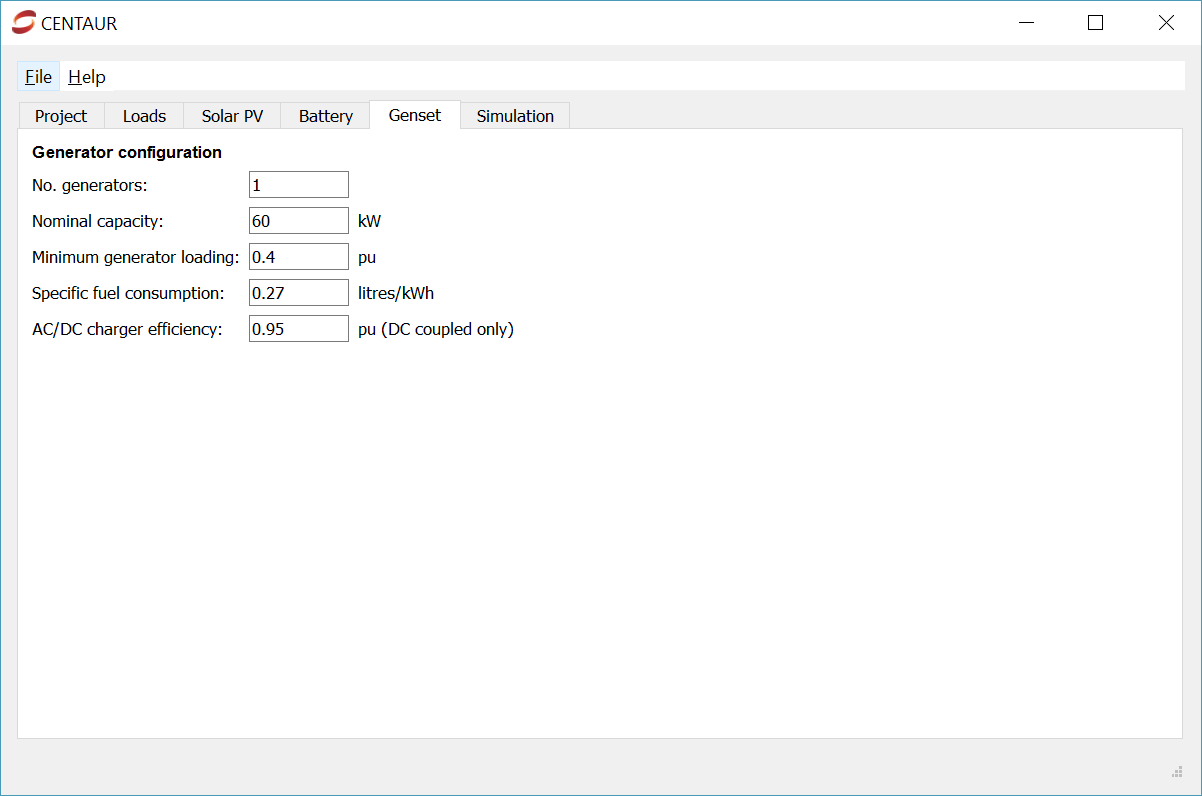 CENTAUR
File Help
Project Loads Solar PV Battery Genset Simulation
Generator configuration
No. generators: 1
Nominal capacity: 60 kW
Minimum generator loading: 0.4 pu
Specific fuel consumption: 0.27 litres/kWh
AC/DC charger efficiency: 0.95 pu (DC coupled only)